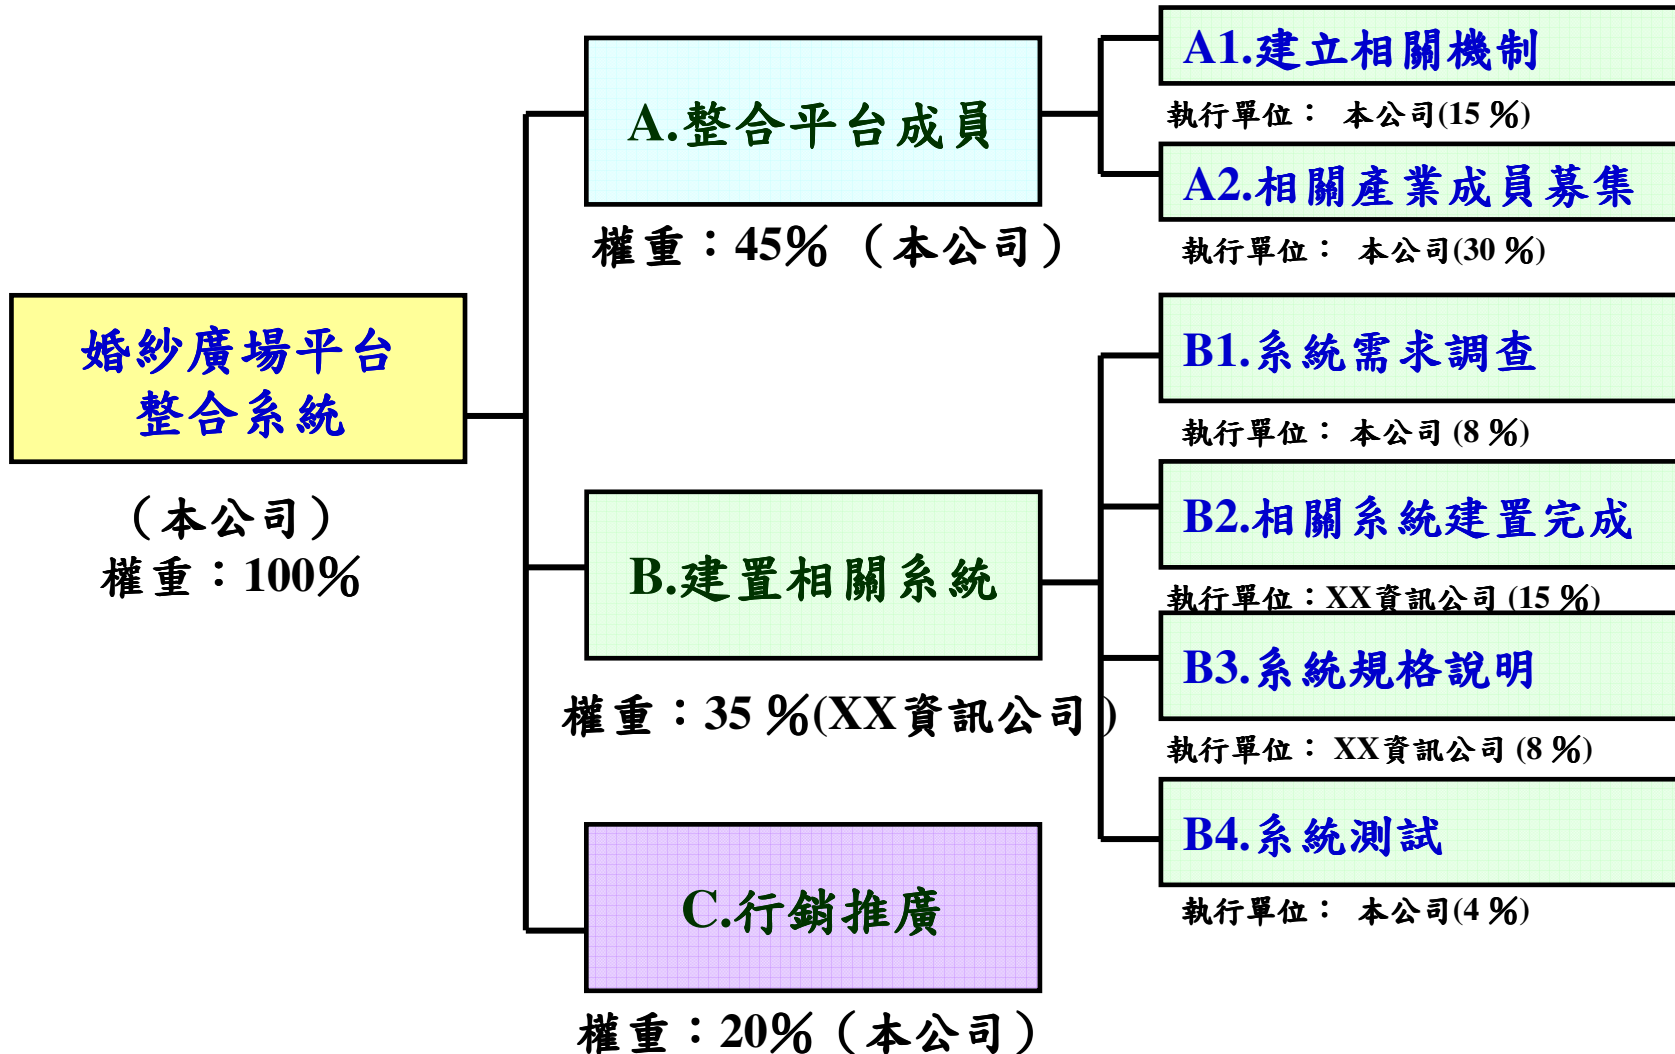 婚紗廣場平台
整合系統
（本公司）
權重：100%
A.整合平台成員
權重：45%（本公司）
B.建置相關系統
權重：35 %(XX資訊公司 )
C.行銷推廣
權重：20%（本公司）
A1.建立相關機制
執行單位： 本公司(15 %)
A2.相關產業成員募集
執行單位： 本公司(30 %)
B1.系統需求調查
執行單位： 本公司 (8 %)
B2.相關系統建置完成
執行單位：XX資訊公司 (15 %)
B3.系統規格說明
執行單位： XX資訊公司 (8 %)
B4.系統測試
執行單位： 本公司(4 %)